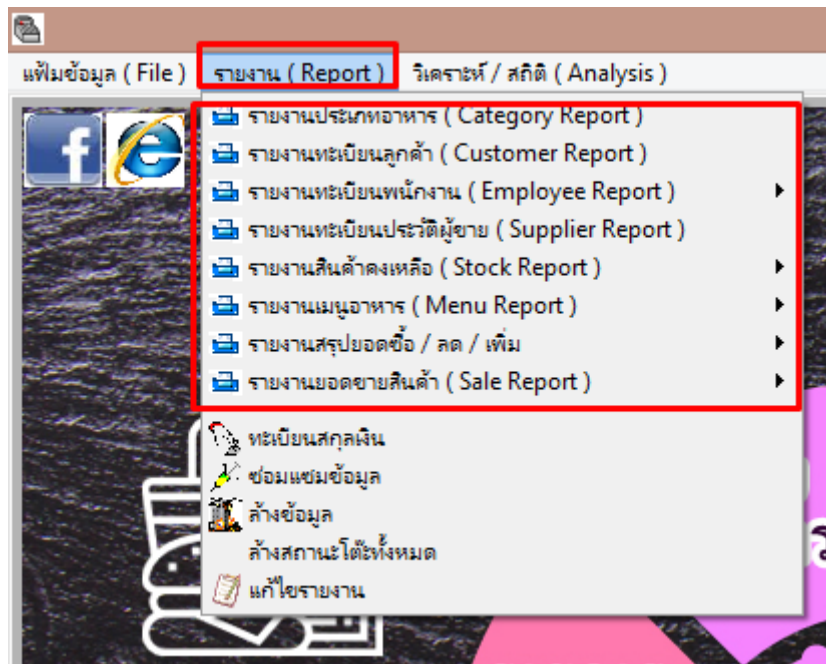 แฟ้มข้อมูล ( File ) รายงาน ( Report ) วิเคราะห์ / สถิติ ( Analysis )
รายงานประเภทอาหาร ( Category Report )
รายงานทะเบียนลูกค้า ( Customer Report )
รายงานทะเบียนพนักงาน ( Employee Report )
รายงานทะเบียนประวัติผู้ขาย ( Supplier Report )
รายงานสินค้าคงเหลือ ( Stock Report )
รายงานเมนูอาหาร ( Menu Report )
รายงานสรุปยอดซื้อ / ลด / เพิ่ม
รายงานยอดขายสินค้า ( Sale Report )
ทะเบียนสกุลเงิน
ซ่อมแซมข้อมูล
ล้างข้อมูล
ล้างสถานะโต๊ะทั้งหมด
แก้ไขรายงาน